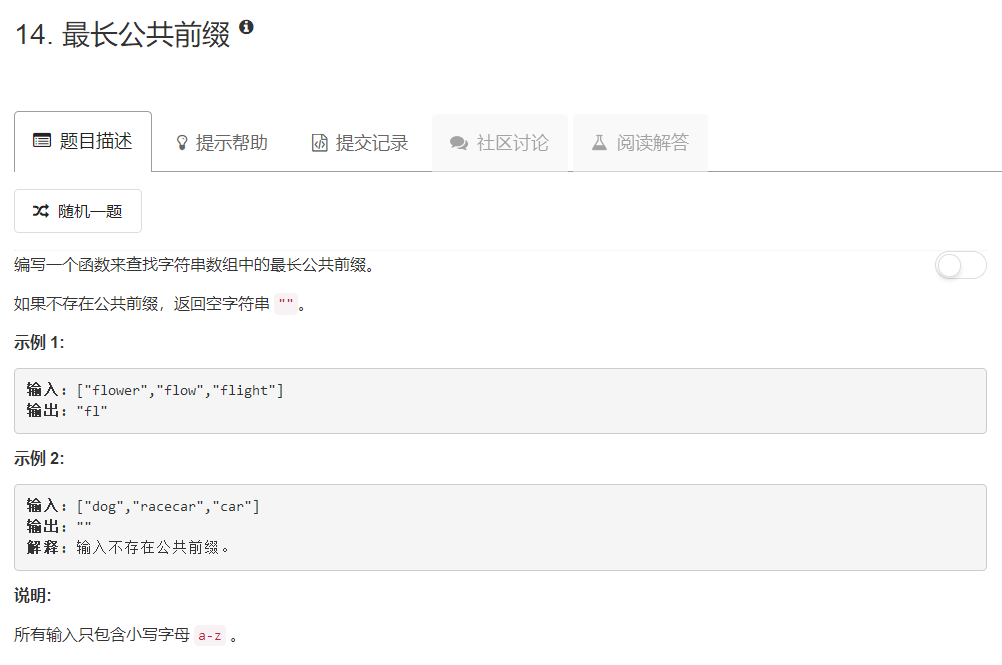 14. 最长公共前缀
题目描述 提示帮助 提交记录 社区讨论 阅读解答
随机一题
编写一个函数来查找字符串数组中的最长公共前缀。
如果不存在公共前缀，返回空字符串 ""。
示例 1:
输入: ["flower","flow","flight"]
输出: "fl"
示例 2:
输入: ["dog","racecar","car"]
输出: ""
解释: 输入不存在公共前缀。
说明:
所有输入只包含小写字母 a-z 。